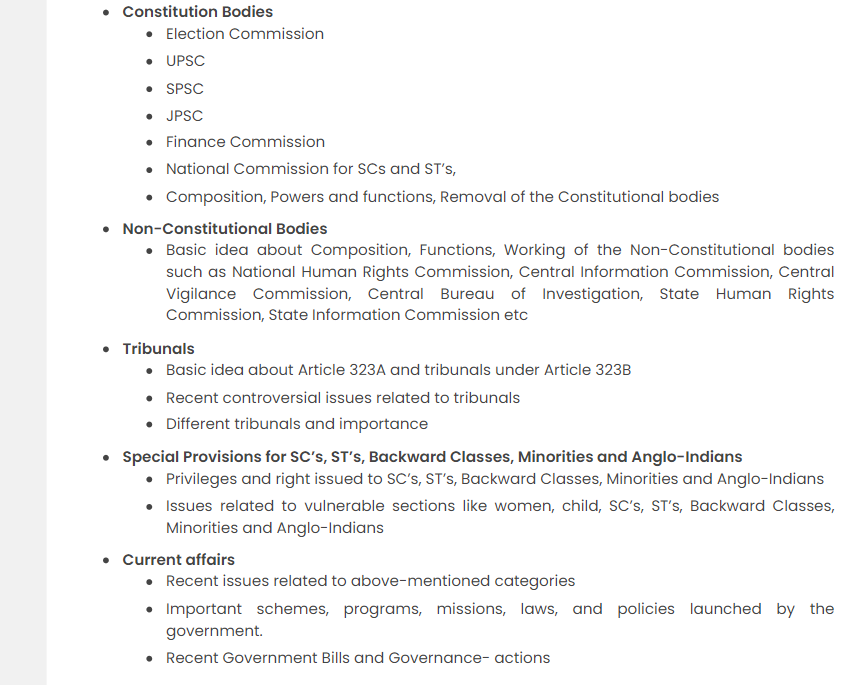 Constitution Bodies
Election Commission
UPSC
SPSC
JPSC
Finance Commission
National Commission for SCs and ST’s,
Composition, Powers and functions, Removal of the Constitutional bodies
Non-Constitutional Bodies
Basic idea about Composition, Functions, Working of the Non-Constitutional bodies
such as National Human Rights Commission, Central Information Commission, Central
Vigilance Commission, Central Bureau of Investigation, State Human Rights
Commission, State Information Commission etc
Tribunals
Basic idea about Article 323A and tribunals under Article 323B
Recent controversial issues related to tribunals
Different tribunals and importance
Special Provisions for SC’s, ST’s, Backward Classes, Minorities and Anglo-Indians
Privileges and right issued to SC’s, ST’s, Backward Classes, Minorities and Anglo-Indians
Issues related to vulnerable sections like women, child, SC’s, ST’s, Backward Classes,
Minorities and Anglo-Indians
Current affairs
Recent issues related to above-mentioned categories
Important schemes, programs, missions, laws, and policies launched by the
government.
Recent Government Bills and Governance- actions